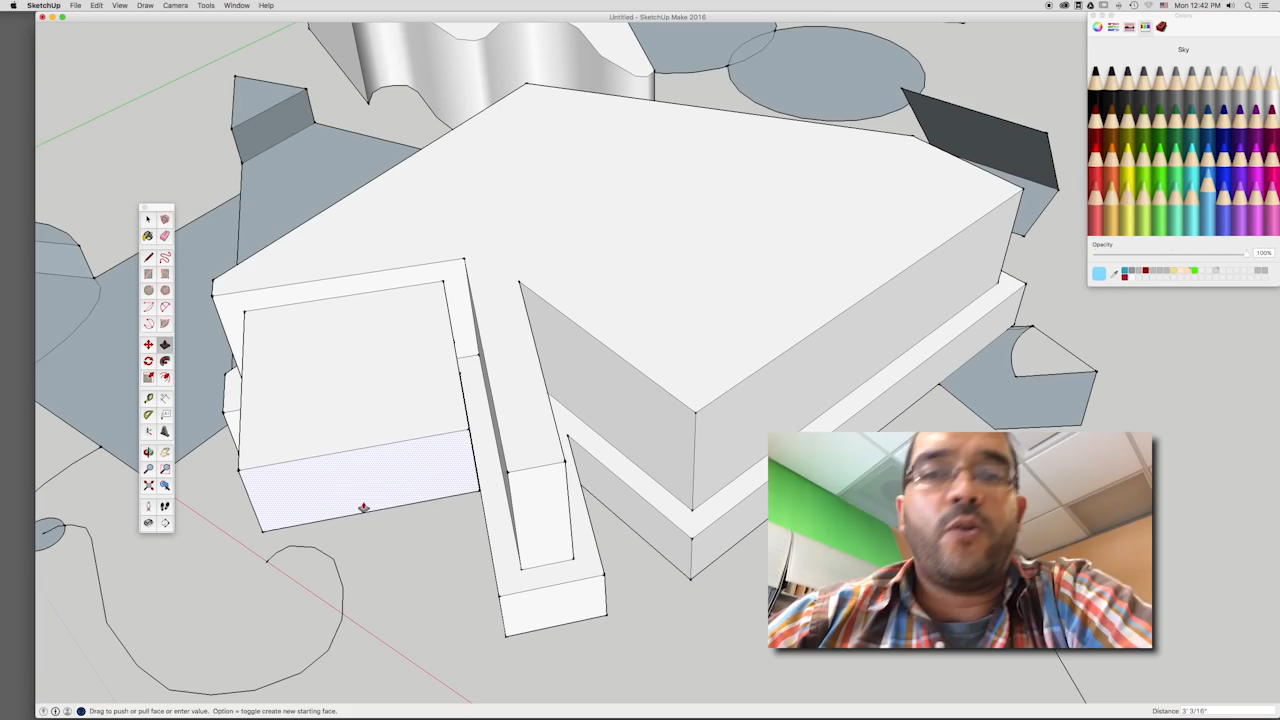 SketchUp File Edit View Draw Camera Tools Window Help
Mon 12:42 PM
Untitled - SketchUp Make 2016
Colors
Sky
Opacity
100%
Drag to push or pull face or enter value. Option = toggle create new starting face.
Distance 3' 3/16"